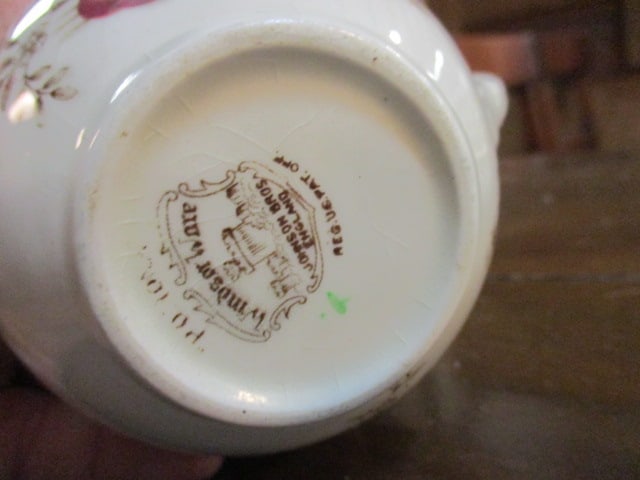 REG. U.S. PAT. OFF
JOHNSON BROS
ENGLAND
Windsor Ware